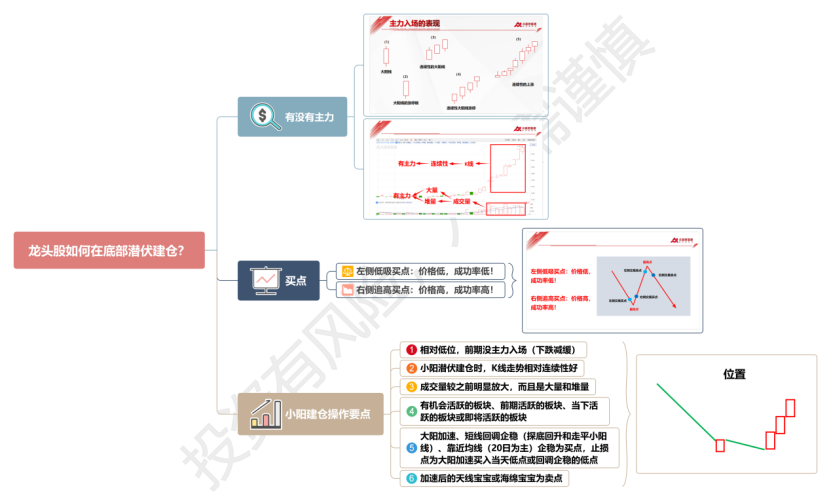 龙头股如何在底部潜伏建仓?
有没有主力
主力入场的表现
(1)
大阳线
(2)
(3)
连续性的大阳线
(4)
连续性大阳线涨停
(5)
连续性的上涨
有主力
连续性
K线
有主力
大量
堆量
成交量
买点
左侧低吸买点:价格低,成功率低!
右侧追高买点:价格高,成功率高!
左侧低吸买点:价格低,
成功率低!
右侧追高买点:价格高,
成功率高!
小阳建仓操作要点
1 相对低位,前期没主力入场(下跌减缓)
2 小阳潜伏建仓时,K线走势相对连续性好
3 成交量较之前明显放大,而且是大量和堆量
4 有机会活跃的板块、前期活跃的板块、当下活
跃的板块或即将活跃的板块
5 大阳加速、短线回调企稳(探底回升和走平小阳
线)、靠近均线(20日为主)企稳为买点,止损
点为大阳加速买入当天低点或回调企稳的低点
6 加速后的天线宝宝或海绵宝宝为卖点
位置
投资有风险
需谨慎